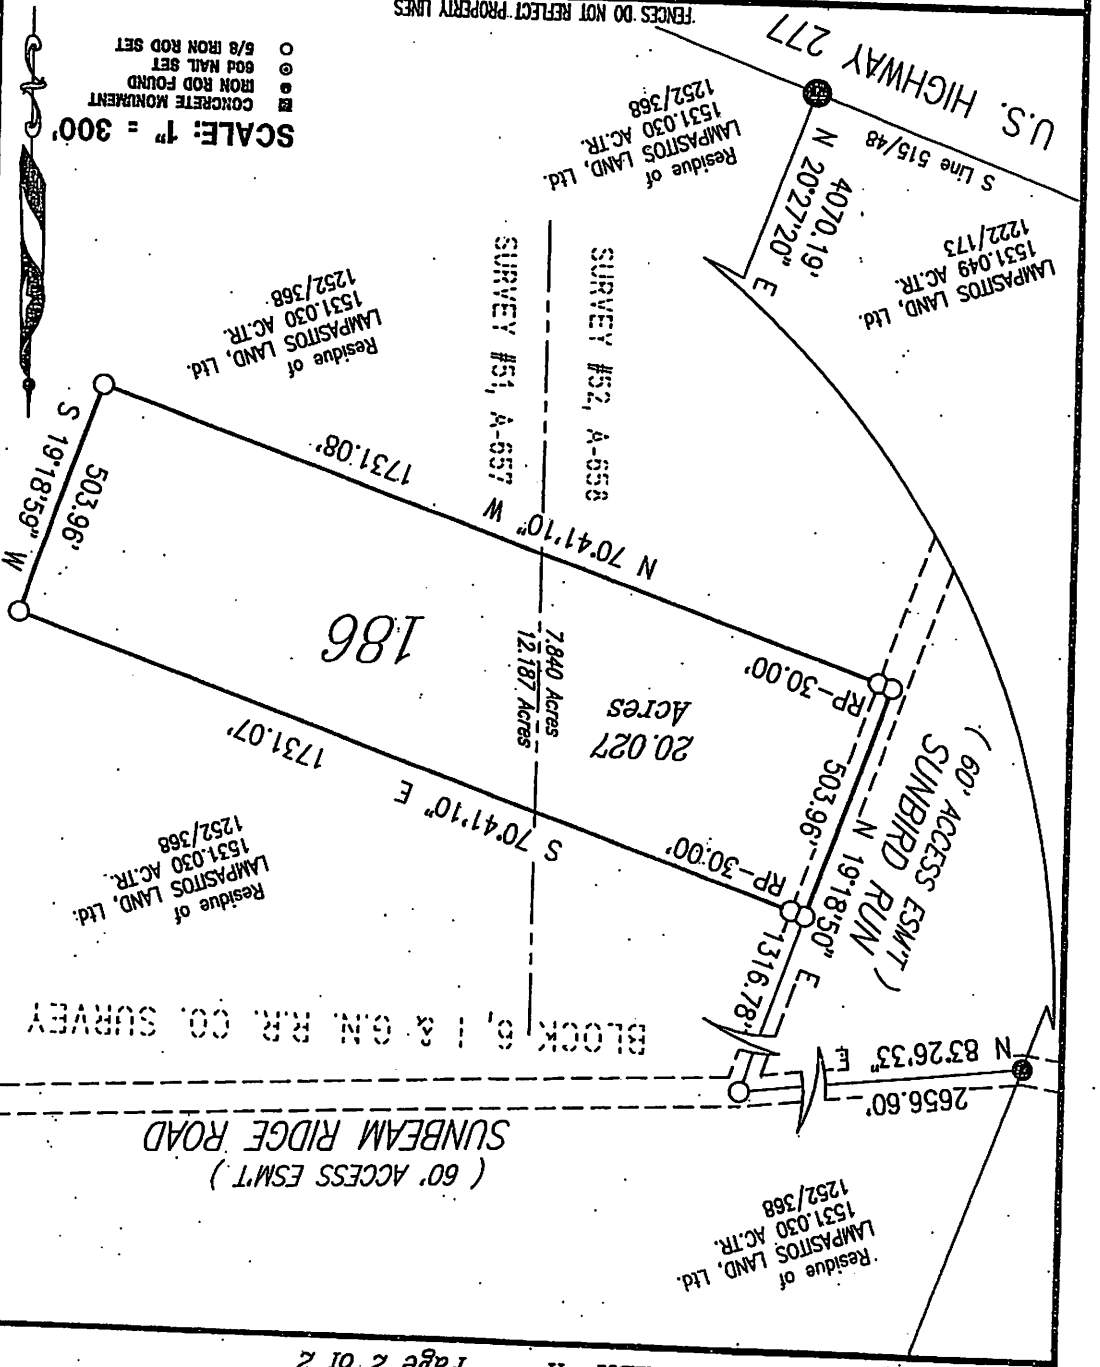 Page 2 of 2
Residue of
LAMPASITOS LAND, Ltd.
1531.030 AC.TR.
1252/368
( 60' ACCESS ESM'T )
SUNBEAM RIDGE ROAD
2656.60'
N 83°26'33" E
BLOCK 6, I & G.N. R.R. CO. SURVEY
1316.78'
( 60' ACCESS ESM'T )
SUNBIRD RUN
N 19°18'50" E
503.96'
RP-30.00'
RP-30.00'
Residue of
LAMPASITOS LAND, Ltd.
1531.030 AC.TR.
1252/368
S 70°41'10" E
1731.07'
20.027
Acres
7.840 Acres
12.187 Acres
186
S 19°18'59" W
503.96'
N 70°41'10" W
1731.08'
SURVEY #52, A-658
SURVEY #51, A-657
Residue of
LAMPASITOS LAND, Ltd.
1531.030 AC.TR.
1252/368
LAMPASITOS LAND, Ltd.
1531.049 AC.TR.
1222/173
4070.19'
N 20°27'20" E
S Line 515/48
U.S. HIGHWAY 277
Residue of
LAMPASITOS LAND, Ltd.
1531.030 AC.TR.
1252/368
SCALE: 1" = 300'
CONCRETE MONUMENT
IRON ROD FOUND
60d NAIL SET
5/8 IRON ROD SET
FENCES DO NOT REFLECT PROPERTY LINES